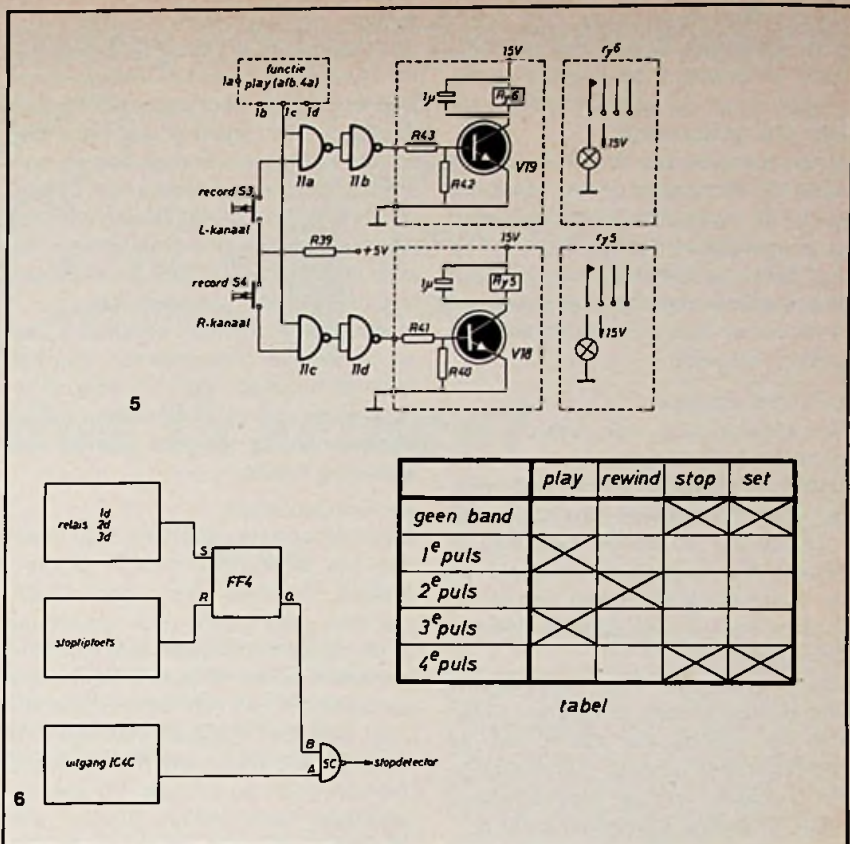 functie
play (afb. 4a)
1a
1b 1c 1d
11a
11b
R43
R42
1µ
15V
Ry6
V19
ry6
15V
record S3
L-kanaal
R39
+5V
record S4
R-kanaal
11c
11d
R41
R40
1µ
15V
Ry5
V18
ry5
15V
5
relais 1d
2d
3d
stoptiptoets
uitgang IC4C
S
R
FF4
Q
B
A
5C
stopdetector
6
play rewind stop set
geen band
1e puls
2e puls
3e puls
4e puls
tabel